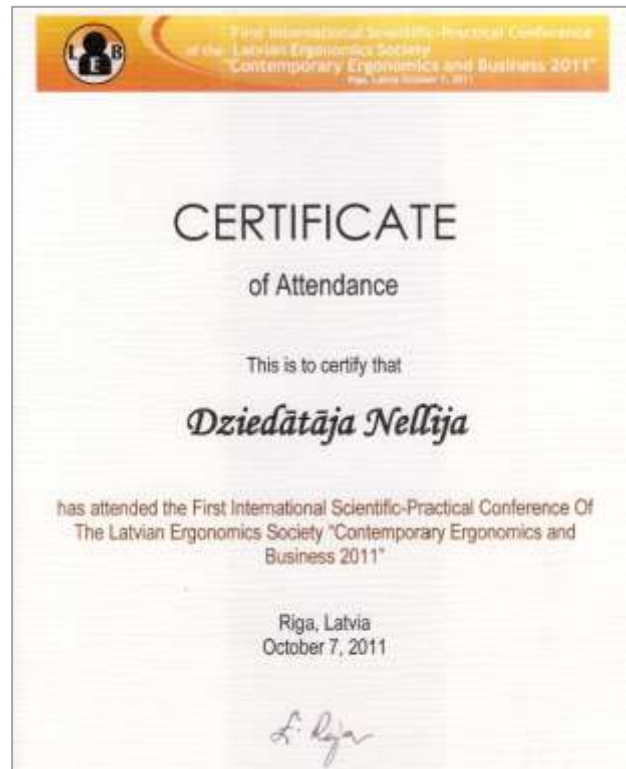 L E B
First International Scientific-Practical Conference
of the Latvian Ergonomics Society
"Contemporary Ergonomics and Business 2011"
Riga, Latvia October 7, 2011
CERTIFICATE
of Attendance
This is to certify that
Dziedātāja Nellija
has attended the First International Scientific-Practical Conference Of
The Latvian Ergonomics Society "Contemporary Ergonomics and
Business 2011"
Riga, Latvia
October 7, 2011